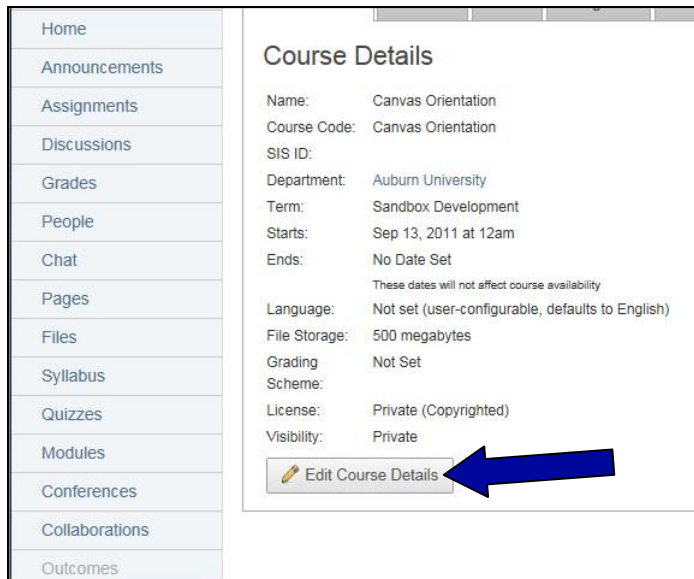 Home
Announcements
Assignments
Discussions
Grades
People
Chat
Pages
Files
Syllabus
Quizzes
Modules
Conferences
Collaborations
Outcomes
Course Details
Name: Canvas Orientation
Course Code: Canvas Orientation
SIS ID:
Department: Auburn University
Term: Sandbox Development
Starts: Sep 13, 2011 at 12am
Ends: No Date Set
These dates will not affect course availability
Language: Not set (user-configurable, defaults to English)
File Storage: 500 megabytes
Grading Not Set
Scheme:
License: Private (Copyrighted)
Visibility: Private
Edit Course Details